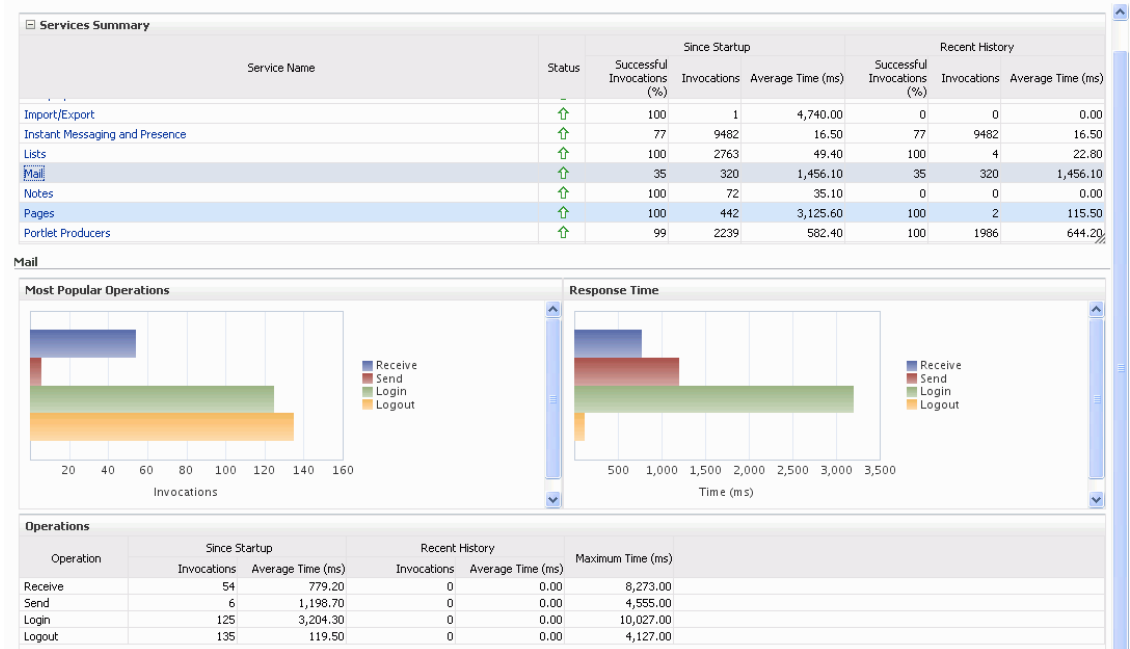 Services Summary
Since Startup Recent History
Service Name Status Successful Invocations (%) Invocations Average Time (ms) Successful Invocations (%) Invocations Average Time (ms)
Import/Export 100 1 4,740.00 0 0 0.00
Instant Messaging and Presence 77 9482 16.50 77 9482 16.50
Lists 100 2763 49.40 100 4 22.80
Mail 35 320 1,456.10 35 320 1,456.10
Notes 100 72 35.10 0 0 0.00
Pages 100 442 3,125.60 100 2 115.50
Portlet Producers 99 2239 582.40 100 1986 644.20
Mail
Most Popular Operations
Receive
Send
Login
Logout
20 40 60 80 100 120 140 160
Invocations
Response Time
Receive
Send
Login
Logout
500 1,000 1,500 2,000 2,500 3,000 3,500
Time (ms)
Operations
Operation Since Startup Recent History Maximum Time (ms)
Invocations Average Time (ms) Invocations Average Time (ms)
Receive 54 779.20 0 0.00 8,273.00
Send 6 1,198.70 0 0.00 4,555.00
Login 125 3,204.30 0 0.00 10,027.00
Logout 135 119.50 0 0.00 4,127.00